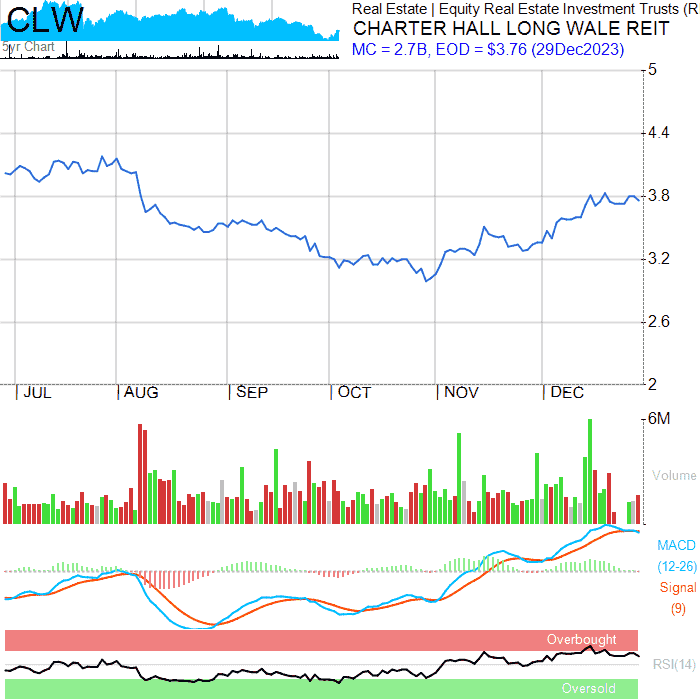 CLW
5yr Chart
Real Estate | Equity Real Estate Investment Trusts (R
CHARTER HALL LONG WALE REIT
MC = 2.7B, EOD = $3.76 (29Dec2023)
5
4.4
3.8
3.2
2.6
2
JUL AUG SEP OCT NOV DEC
6M
Volume
MACD
(12-26)
Signal
(9)
Overbought
RSI(14)
Oversold